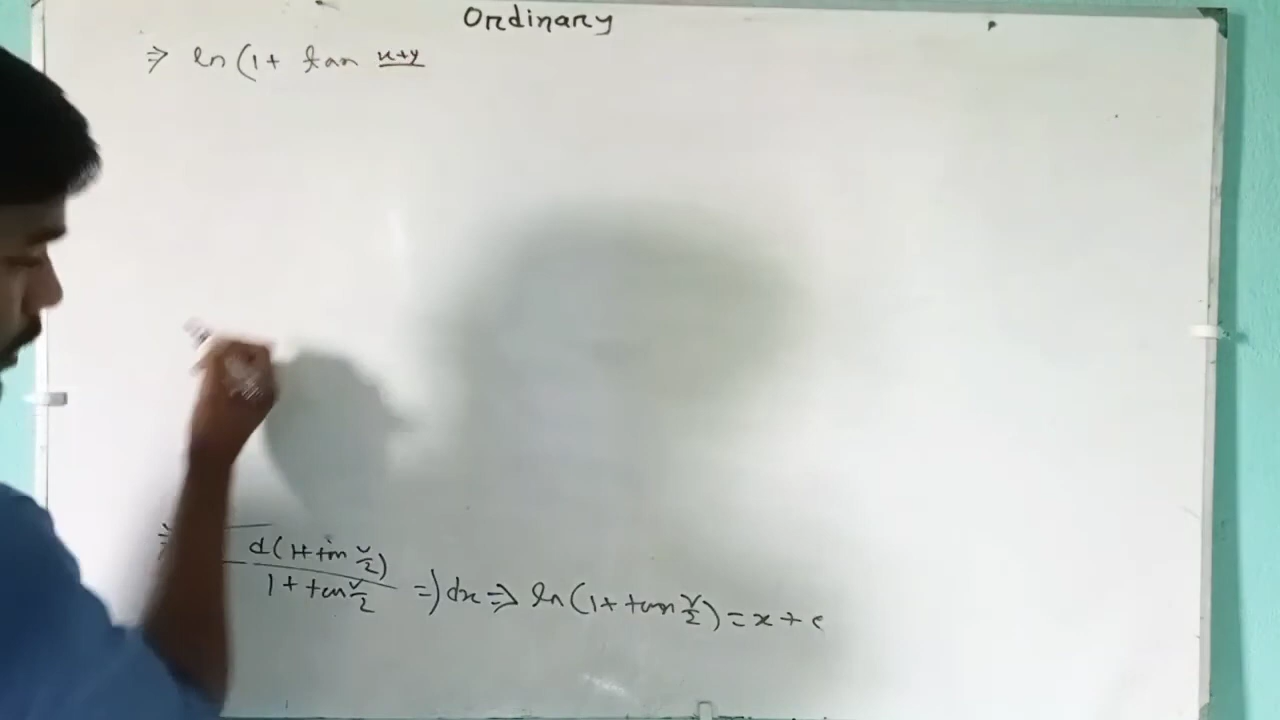 Ordinary
⇒ ln (1+ tan x+y
d(1+tan v/2) / 1+tan v/2 = ∫dx ⇒ ln(1+tan v/2) = x+c